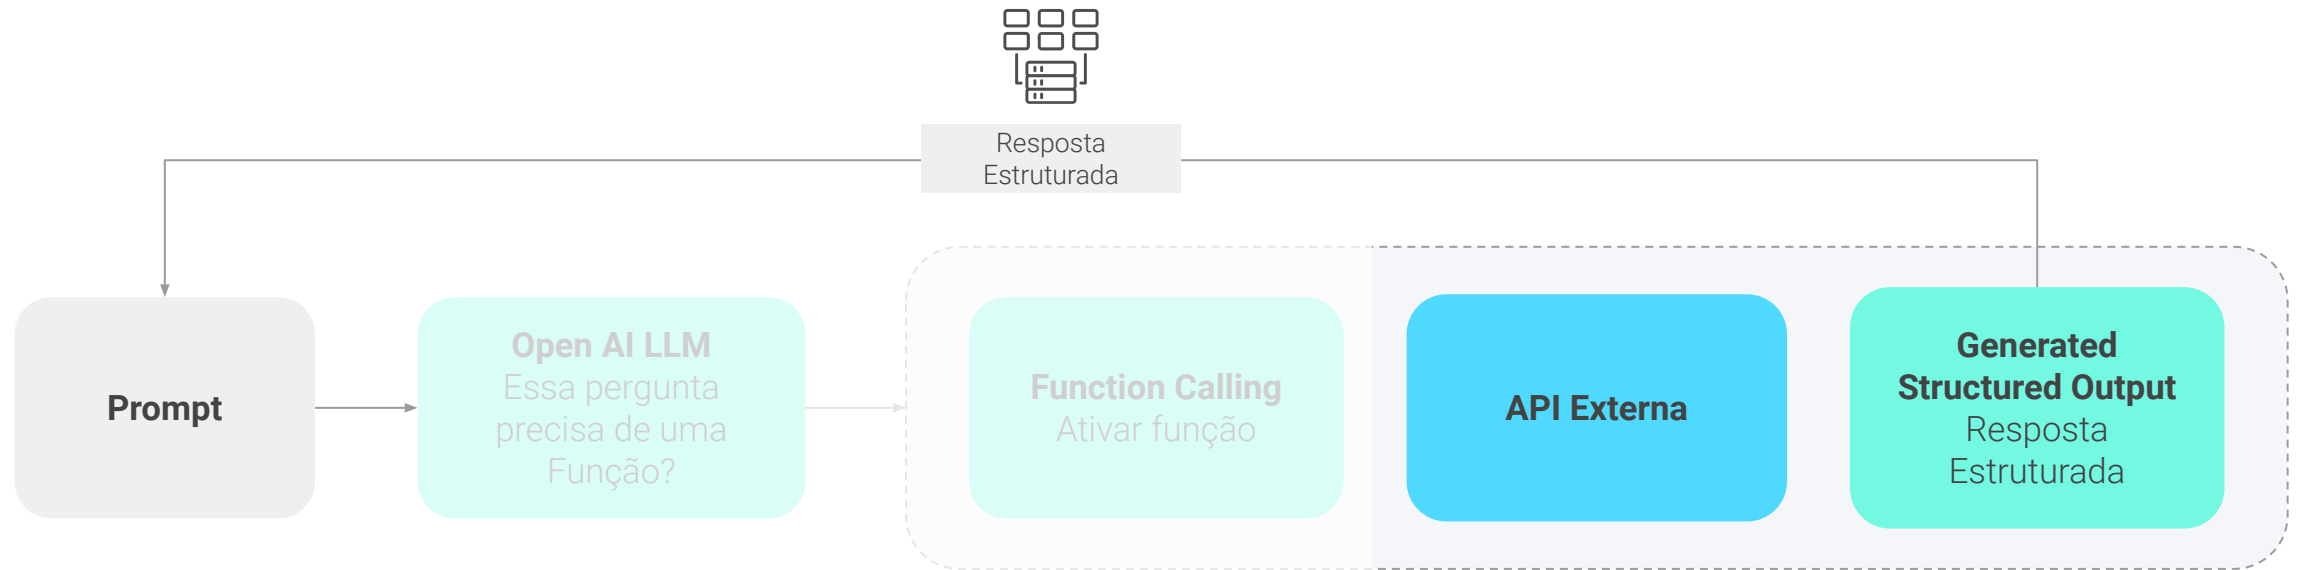 Resposta
Estruturada
Prompt
Open AI LLM
Essa pergunta
precisa de uma
Função?
Function Calling
Ativar função
API Externa
Generated
Structured Output
Resposta
Estruturada